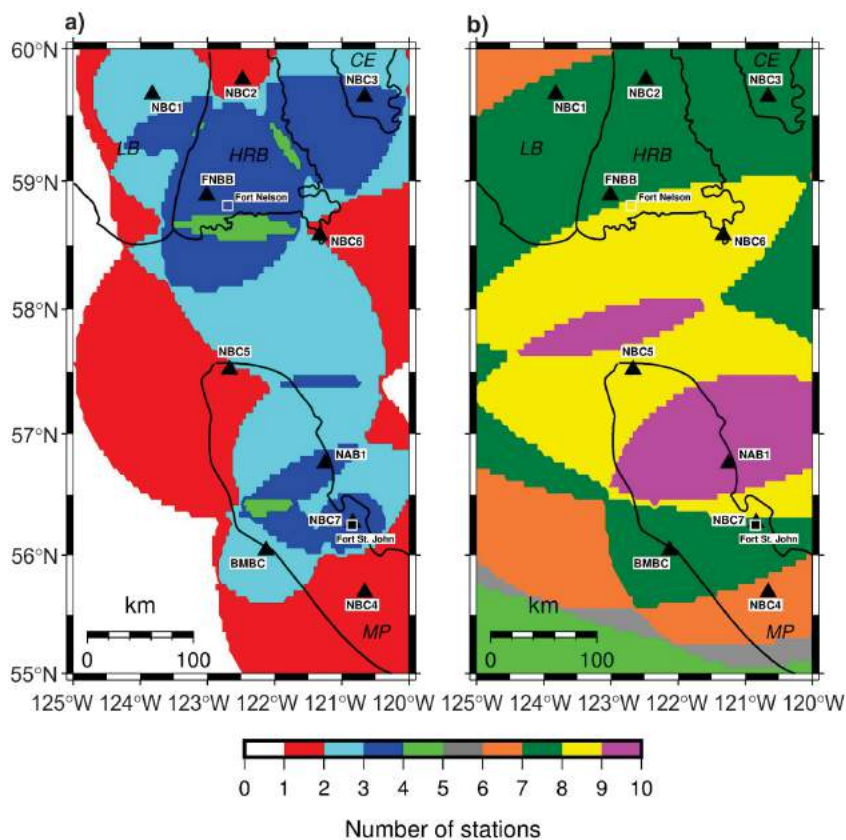 a)
b)
60°N
59°N
58°N
57°N
56°N
55°N
CE
NBC3
NBC2
NBC1
LB
HRB
FNBB
Fort Nelson
NBC6
NBC5
NAB1
NBC7
Fort St. John
BMBC
NBC4
MP
km
0 100
125°W 124°W 123°W 122°W 121°W 120°W
CE
NBC3
NBC2
NBC1
LB
HRB
FNBB
Fort Nelson
NBC6
NBC5
NAB1
NBC7
Fort St. John
BMBC
NBC4
MP
km
0 100
125°W 124°W 123°W 122°W 121°W 120°W
0 1 2 3 4 5 6 7 8 9 10
Number of stations